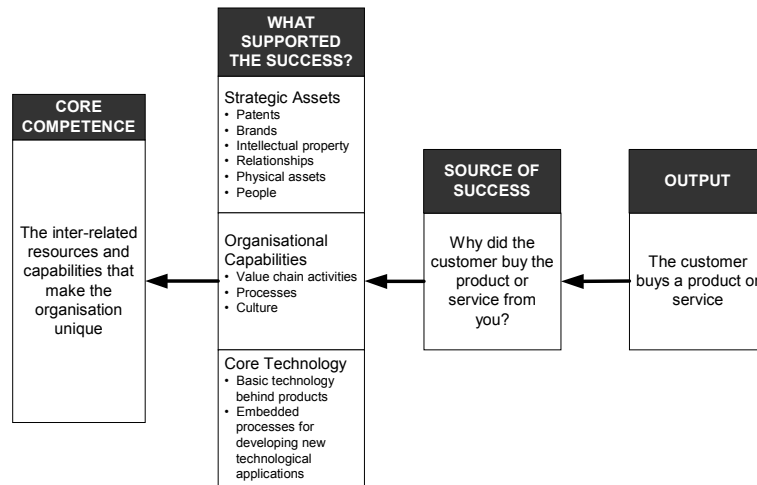 CORE
COMPETENCE
The inter-related
resources and
capabilities that
make the
organisation
unique
WHAT
SUPPORTED
THE SUCCESS?
Strategic Assets
• Patents
• Brands
• Intellectual property
• Relationships
• Physical assets
• People
Organisational
Capabilities
• Value chain activities
• Processes
• Culture
Core Technology
• Basic technology
behind products
• Embedded
processes for
developing new
technological
applications
SOURCE OF
SUCCESS
Why did the
customer buy the
product or
service from
you?
OUTPUT
The customer
buys a product or
service